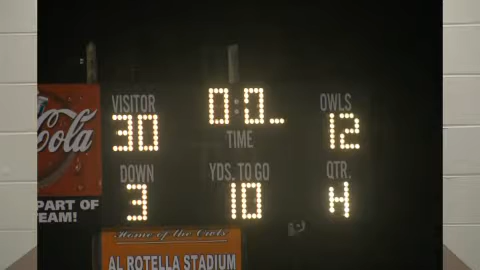 VISITOR
30
0:0
TIME
OWLS
12
DOWN
3
YDS. TO GO
10
QTR.
4
Coca-Cola
PART OF
TEAM!
Home of the Owls
AL ROTELLA STADIUM